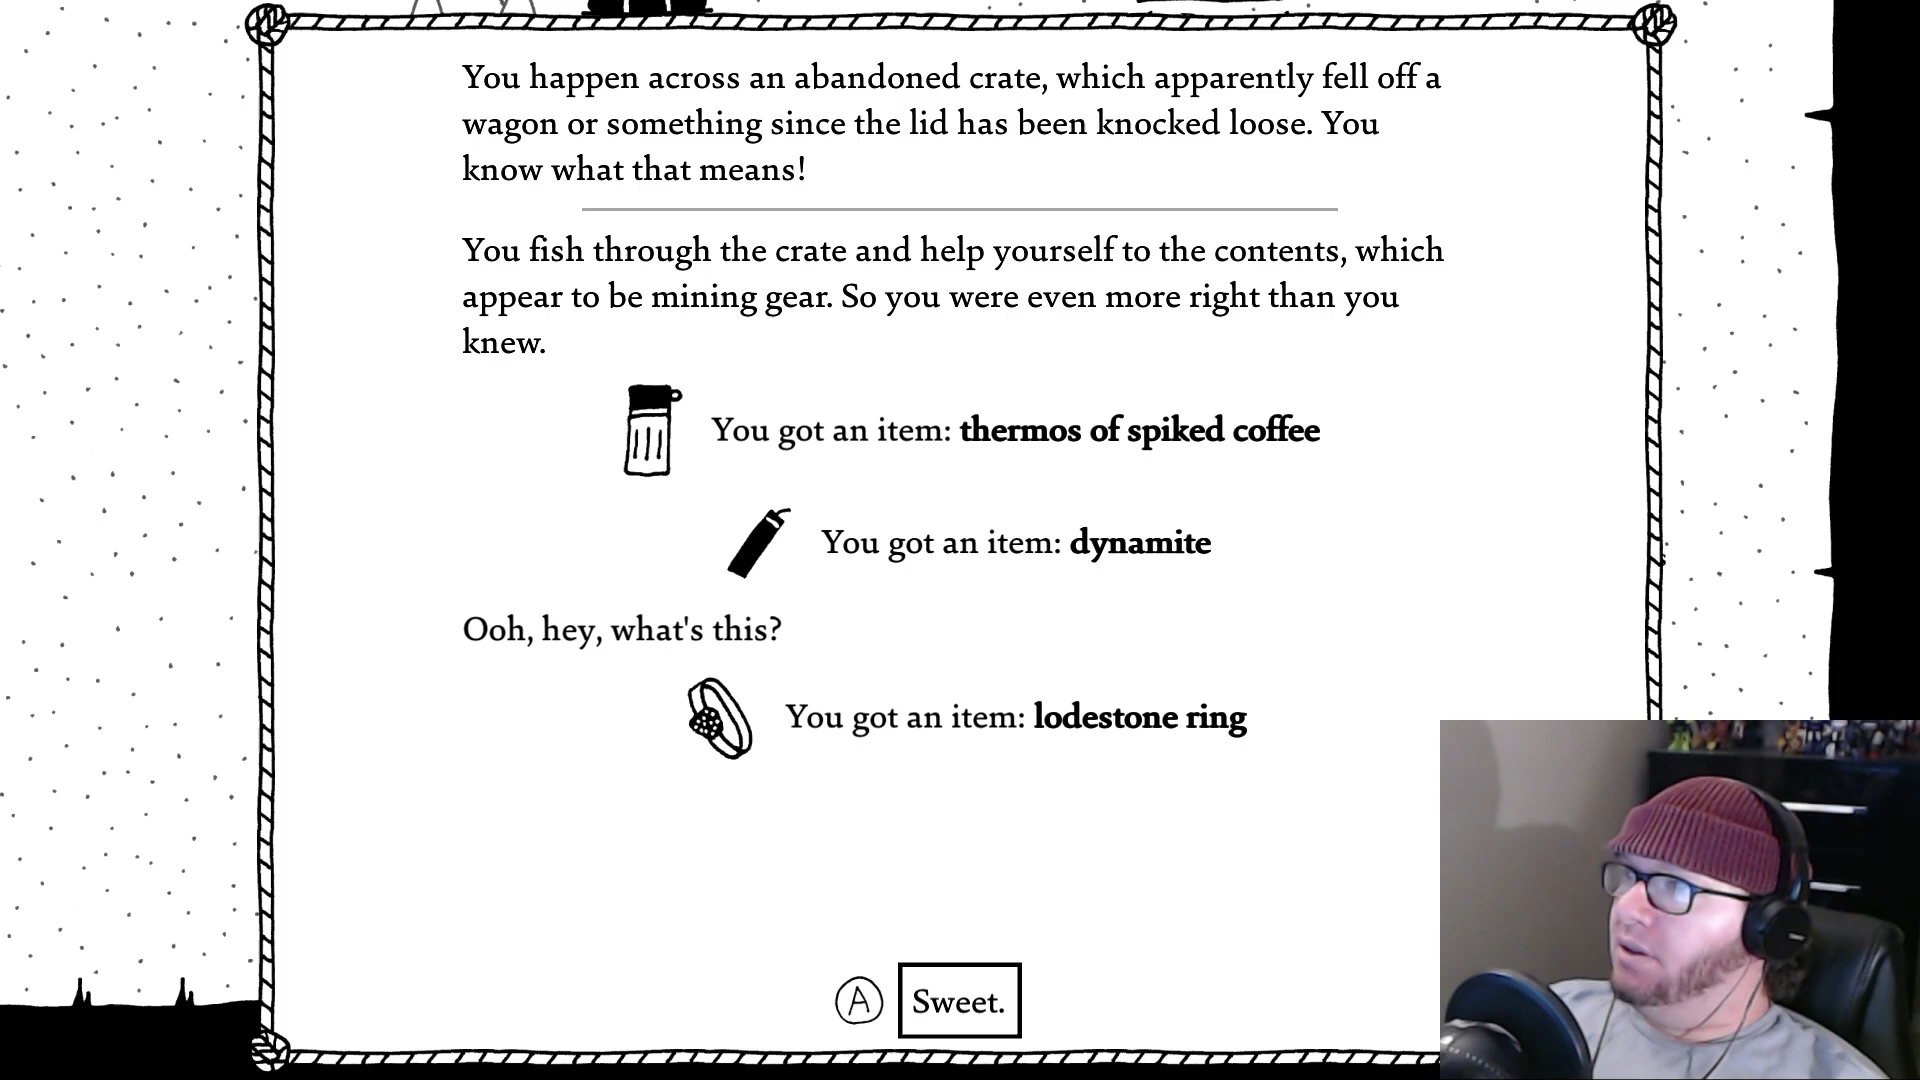 You happen across an abandoned crate, which apparently fell off a
wagon or something since the lid has been knocked loose. You
know what that means!
You fish through the crate and help yourself to the contents, which
appear to be mining gear. So you were even more right than you
knew.
You got an item: thermos of spiked coffee
You got an item: dynamite
Ooh, hey, what's this?
You got an item: lodestone ring
A Sweet.